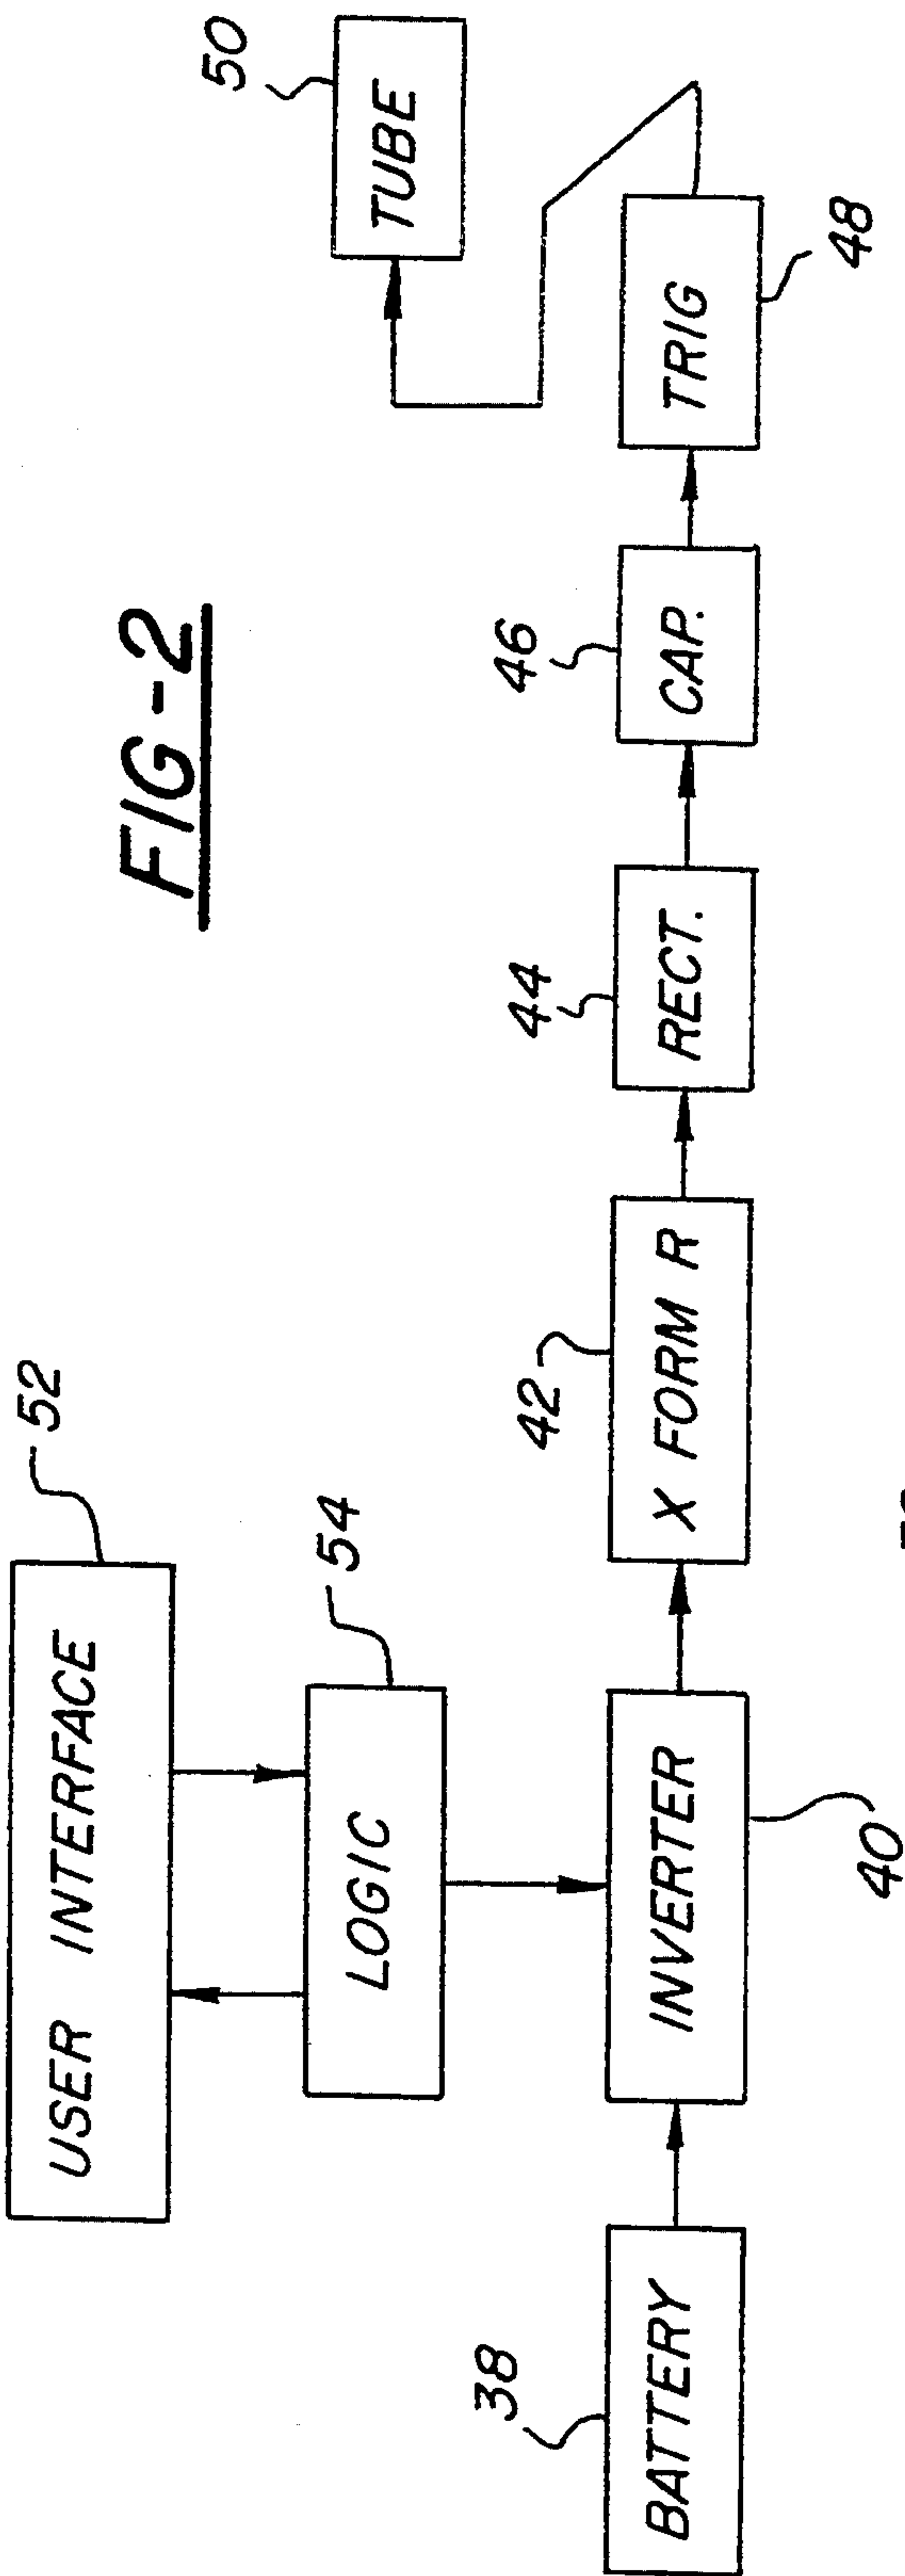 FIG-2
USER INTERFACE
52
LOGIC
54
38
BATTERY
INVERTER
40
42
X FORM R
44
RECT.
46
CAP.
TRIG
48
50
TUBE